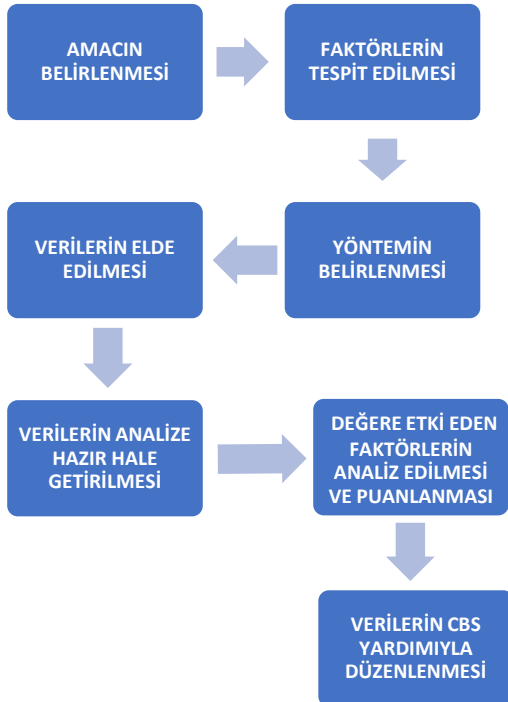 AMACIN
BELİRLENMESİ
FAKTÖRLERİN
TESPİT EDİLMESİ
YÖNTEMİN
BELİRLENMESİ
VERİLERİN ELDE
EDİLMESİ
VERİLERİN ANALİZE
HAZIR HALE
GETİRİLMESİ
DEĞERE ETKİ EDEN
FAKTÖRLERİN
ANALİZ EDİLMESİ
VE PUANLANMASI
VERİLERİN CBS
YARDIMIYLA
DÜZENLENMESİ